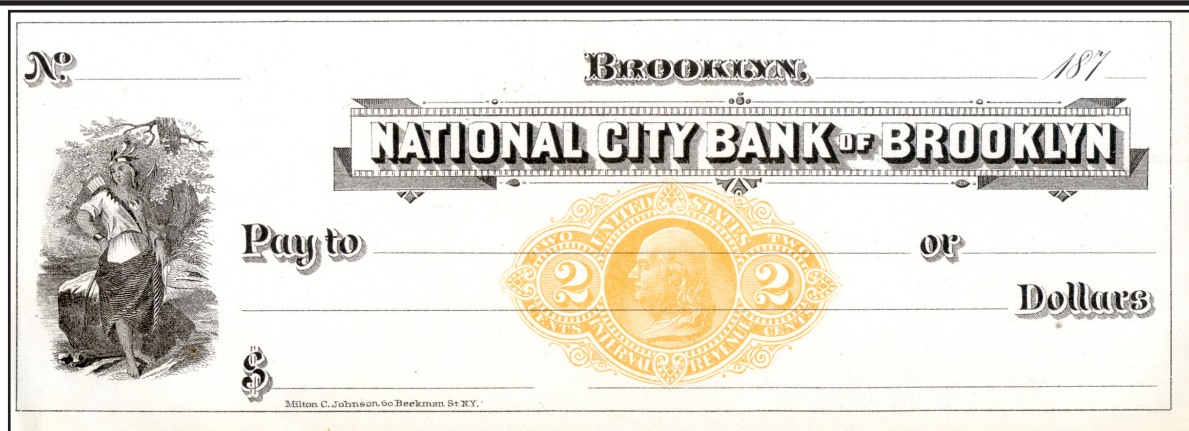 No. BROOKLYN, 187
NATIONAL CITY BANK OF BROOKLYN
Pay to or
UNITED STATES
TWO CENTS 2 2 TWO CENTS
INTERNAL REVENUE
Dollars
$
Milton C. Johnson, 60 Beekman St. N.Y.